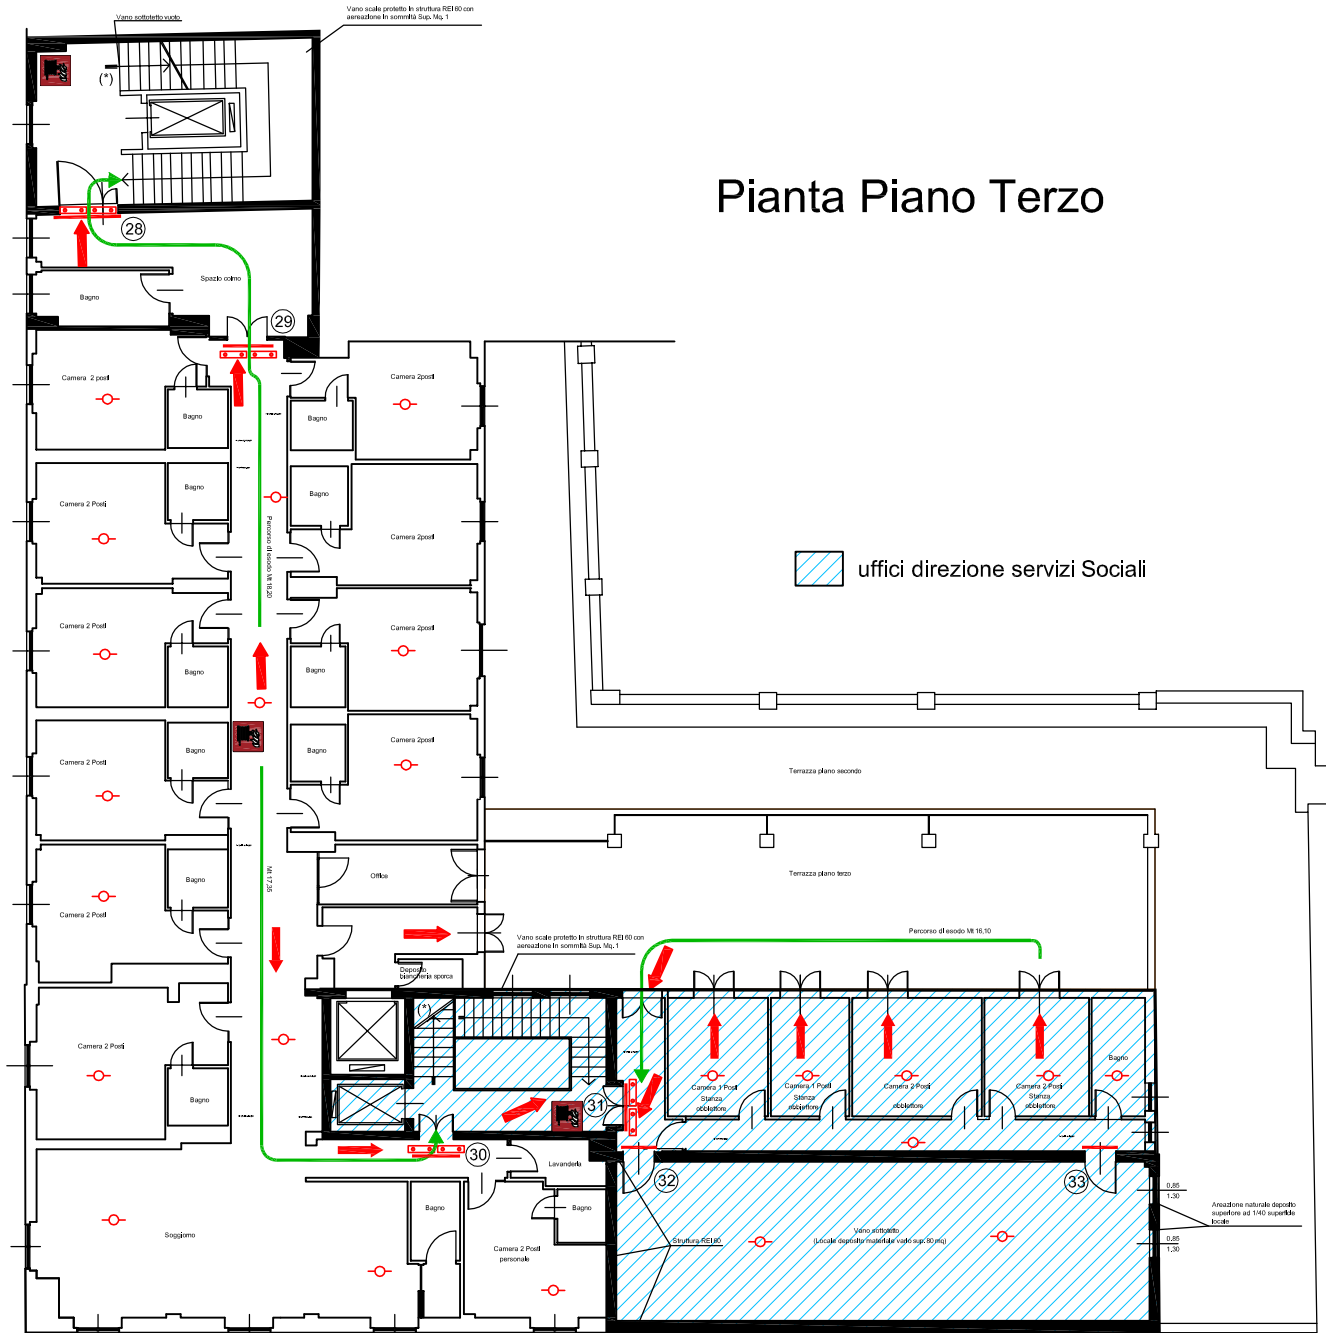 Vano sottotetto vuoto
Vano scale protetto in struttura REI 60 con
aereazione in sommità Sup. Mq. 1
(*)
Pianta Piano Terzo
28
Spazio calmo
Bagno
29
Camera 2 posti
Bagno
Bagno
Camera 2posti
Camera 2 Posti
Bagno
Bagno
Camera 2posti
Percorso di esodo Mt 18.20
uffici direzione servizi Sociali
Camera 2 Posti
Bagno
Bagno
Camera 2posti
Camera 2 Posti
Bagno
Bagno
Camera 2posti
Terrazza piano secondo
Camera 2 Posti
Bagno
Mt 17.35
Office
Terrazza piano terzo
Vano scale protetto in struttura REI 60 con
aereazione in sommità Sup. Mq. 1
Percorso di esodo Mt 16,10
Deposito
biancheria sporca
(*)
Camera 2 Posti
Bagno
31
Camera 1 Posti
Stanza
obbiettore
Camera 1 Posti
Stanza
obbiettore
Camera 2 Posti
obbiettore
Camera 2 Posti
Stanza
obbiettore
Bagno
30
Lavanderia
32
33
0.85
1.30
Areazione naturale deposito
superiore ad 1/40 superficie
locale
0.85
1,30
Soggiorno
Bagno
Camera 2 Posti
personale
Bagno
Struttura REI 60
Vano sottotetto
(Locale deposito materiale vario sup. 80 mq)